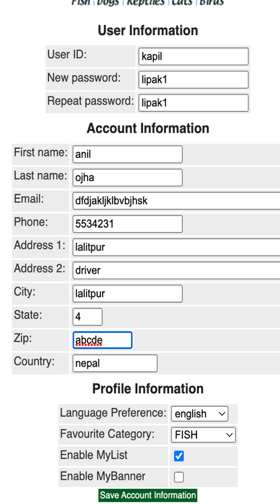 Fish | Dogs | Reptiles | Cats | Birds
User Information
User ID: kapil
New password: lipak1
Repeat password: lipak1
Account Information
First name: anil
Last name: ojha
Email: dfdjakljklbvbjhsk
Phone: 5534231
Address 1: lalitpur
Address 2: driver
City: lalitpur
State: 4
Zip: abcde
Country: nepal
Profile Information
Language Preference: english
Favourite Category: FISH
Enable MyList
Enable MyBanner
Save Account Information